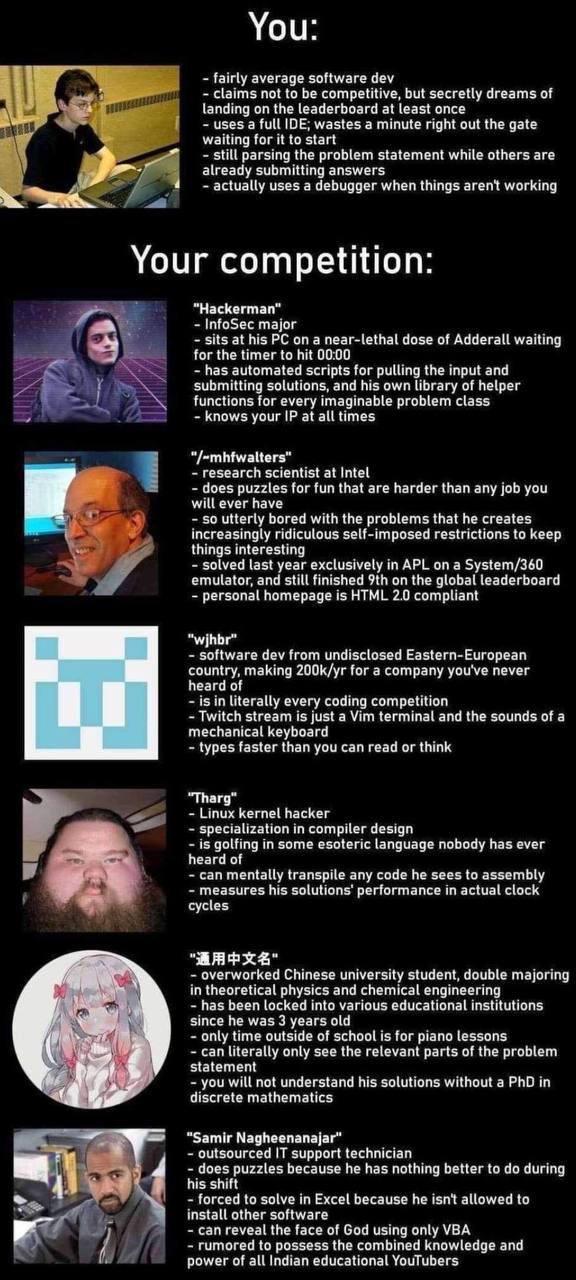 You:
- fairly average software dev
- claims not to be competitive, but secretly dreams of
landing on the leaderboard at least once
- uses a full IDE; wastes a minute right out the gate
waiting for it to start
- still parsing the problem statement while others are
already submitting answers
- actually uses a debugger when things aren't working
Your competition:
"Hackerman"
- InfoSec major
- sits at his PC on a near-lethal dose of Adderall waiting
for the timer to hit 00:00
- has automated scripts for pulling the input and
submitting solutions, and his own library of helper
functions for every imaginable problem class
- knows your IP at all times
"/~mhfwalters"
- research scientist at Intel
- does puzzles for fun that are harder than any job you
will ever have
- so utterly bored with the problems that he creates
increasingly ridiculous self-imposed restrictions to keep
things interesting
- solved last year exclusively in APL on a System/360
emulator, and still finished 9th on the global leaderboard
- personal homepage is HTML 2.0 compliant
"wjhbr"
- software dev from undisclosed Eastern-European
country, making 200k/yr for a company you've never
heard of
- is in literally every coding competition
- Twitch stream is just a Vim terminal and the sounds of a
mechanical keyboard
- types faster than you can read or think
"Tharg"
- Linux kernel hacker
- specialization in compiler design
- is golfing in some esoteric language nobody has ever
heard of
- can mentally transpile any code he sees to assembly
- measures his solutions' performance in actual clock
cycles
"通用中文名"
- overworked Chinese university student, double majoring
in theoretical physics and chemical engineering
- has been locked into various educational institutions
since he was 3 years old
- only time outside of school is for piano lessons
- can literally only see the relevant parts of the problem
statement
- you will not understand his solutions without a PhD in
discrete mathematics
"Samir Nagheenanajar"
- outsourced IT support technician
- does puzzles because he has nothing better to do during
his shift
- forced to solve in Excel because he isn't allowed to
install other software
- can reveal the face of God using only VBA
- rumored to possess the combined knowledge and
power of all Indian educational YouTubers